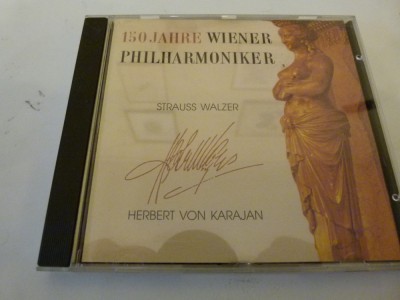 150 JAHRE WIENER
PHILHARMONIKER
STRAUSS WALZER
HERBERT VON KARAJAN